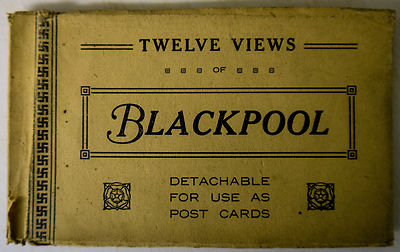 TWELVE VIEWS
OF
BLACKPOOL
DETACHABLE
FOR USE AS
POST CARDS